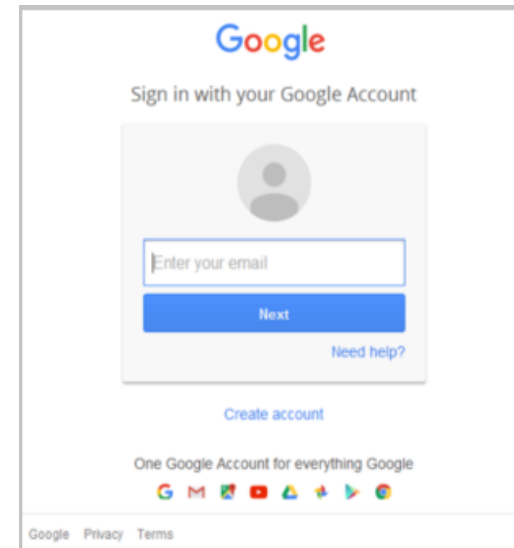 Google
Sign in with your Google Account
Enter your email
Next
Need help?
Create account
One Google Account for everything Google
Google Privacy Terms